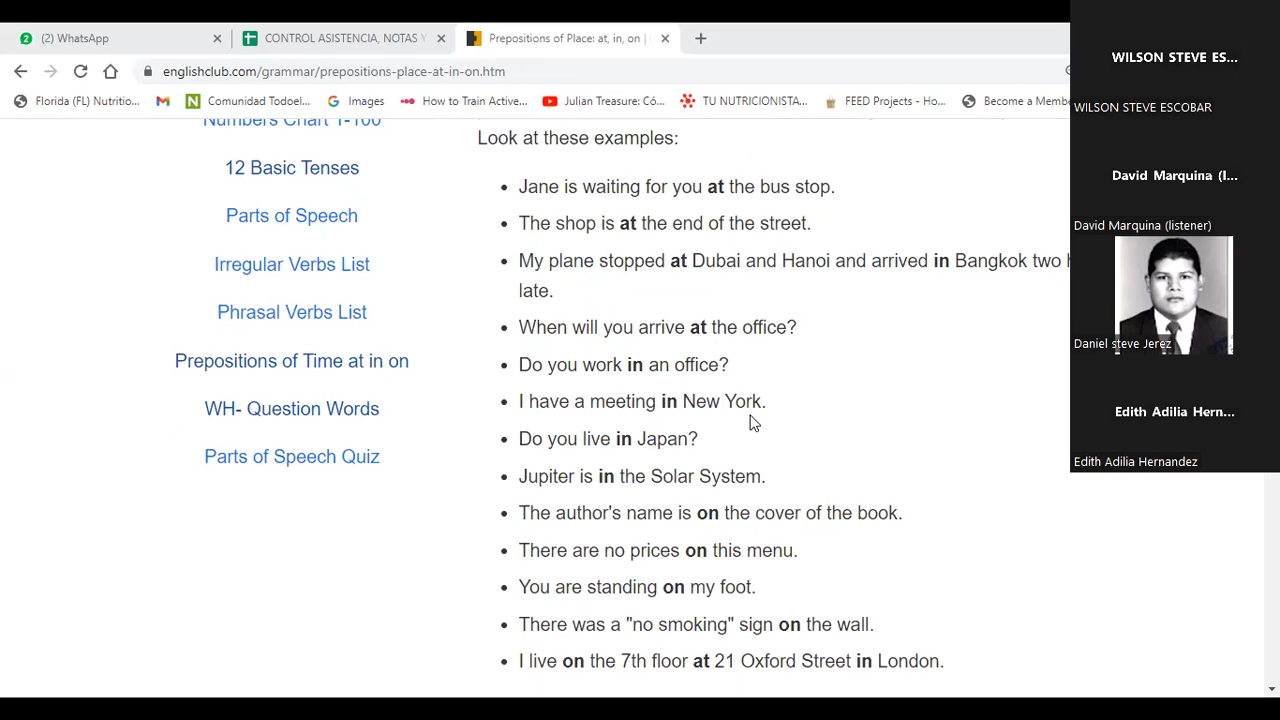 2 (2) WhatsApp
CONTROL ASISTENCIA, NOTAS Y
Prepositions of Place: at, in, on |
englishclub.com/grammar/prepositions-place-at-in-on.htm
Florida (FL) Nutritio...
Comunidad Todoel...
Images
How to Train Active...
Julian Treasure: Có...
TU NUTRICIONISTA...
FEED Projects - Ho...
Become a Membe
Numbers Chart 1-100
12 Basic Tenses
Parts of Speech
Irregular Verbs List
Phrasal Verbs List
Prepositions of Time at in on
WH- Question Words
Parts of Speech Quiz
Look at these examples:
• Jane is waiting for you at the bus stop.
• The shop is at the end of the street.
• My plane stopped at Dubai and Hanoi and arrived in Bangkok two
late.
• When will you arrive at the office?
• Do you work in an office?
• I have a meeting in New York.
• Do you live in Japan?
• Jupiter is in the Solar System.
• The author's name is on the cover of the book.
• There are no prices on this menu.
• You are standing on my foot.
• There was a "no smoking" sign on the wall.
• I live on the 7th floor at 21 Oxford Street in London.
WILSON STEVE ES...
WILSON STEVE ESCOBAR
David Marquina (l...
David Marquina (listener)
Daniel steve Jerez
Edith Adilia Hern...
Edith Adilia Hernandez